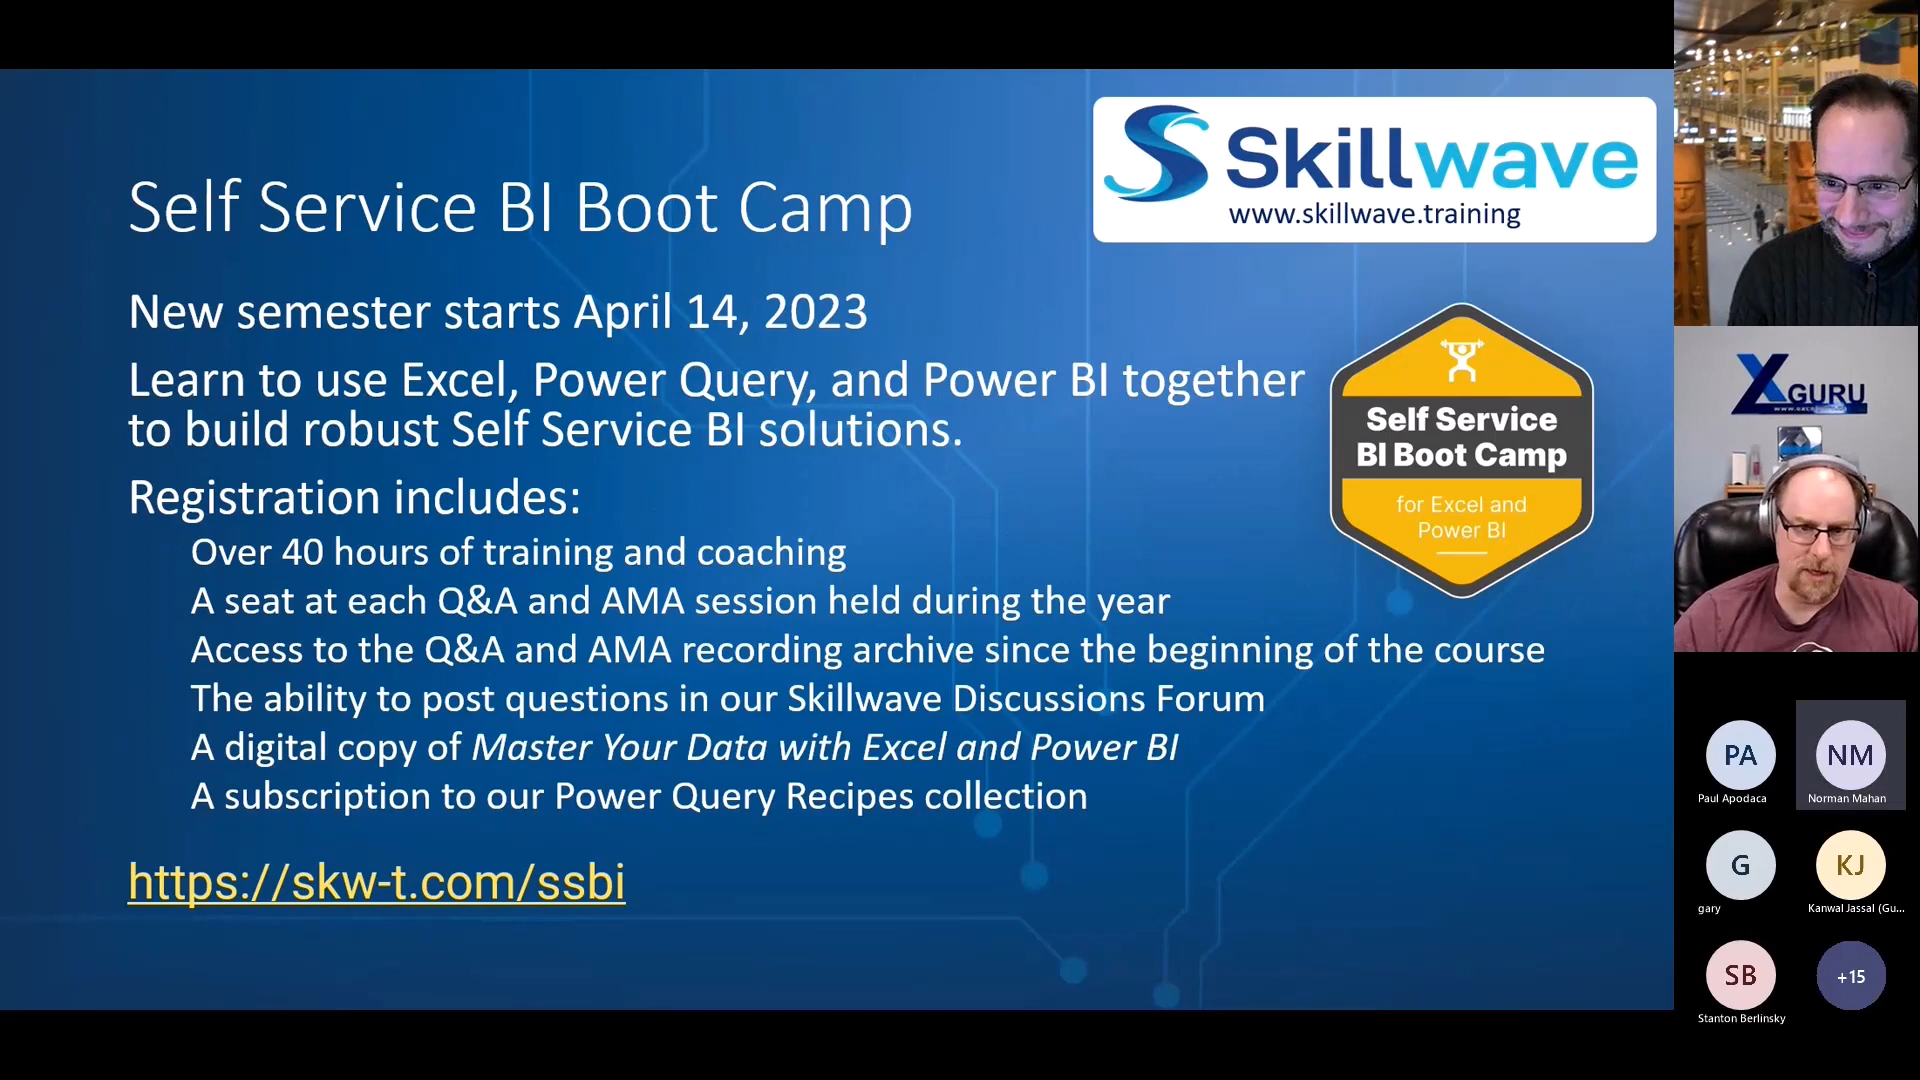 Skillwave
www.skillwave.training
Self Service BI Boot Camp
New semester starts April 14, 2023
Learn to use Excel, Power Query, and Power BI together
to build robust Self Service BI solutions.
Registration includes:
Over 40 hours of training and coaching
A seat at each Q&A and AMA session held during the year
Access to the Q&A and AMA recording archive since the beginning of the course
The ability to post questions in our Skillwave Discussions Forum
A digital copy of Master Your Data with Excel and Power BI
A subscription to our Power Query Recipes collection
https://skw-t.com/ssbi
Self Service
BI Boot Camp
for Excel and
Power BI
XGURU
PA
Paul Apodaca
NM
Norman Mahan
G
gary
KJ
Kanwal Jassal (Gu...
SB
Stanton Berlinsky
+15